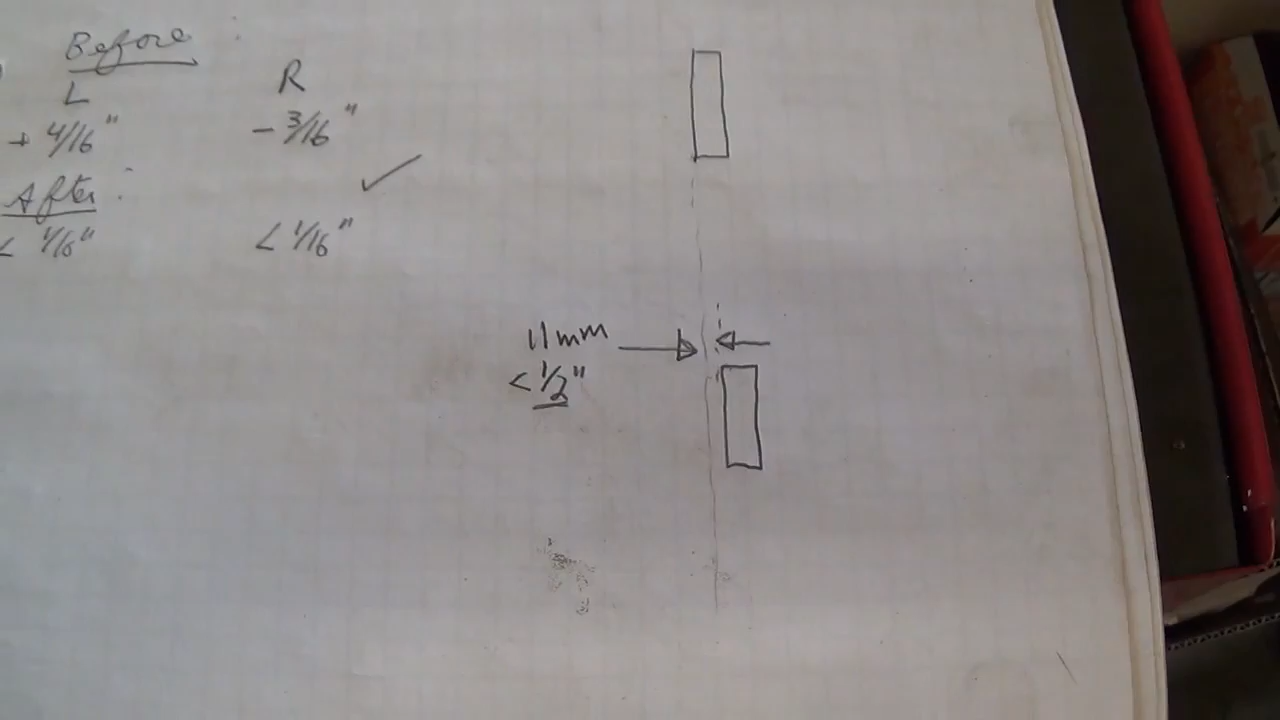 Before :
L R
+ 4/16" - 3/16"
After :
< 1/16" < 1/16"
11mm
< 1/2"